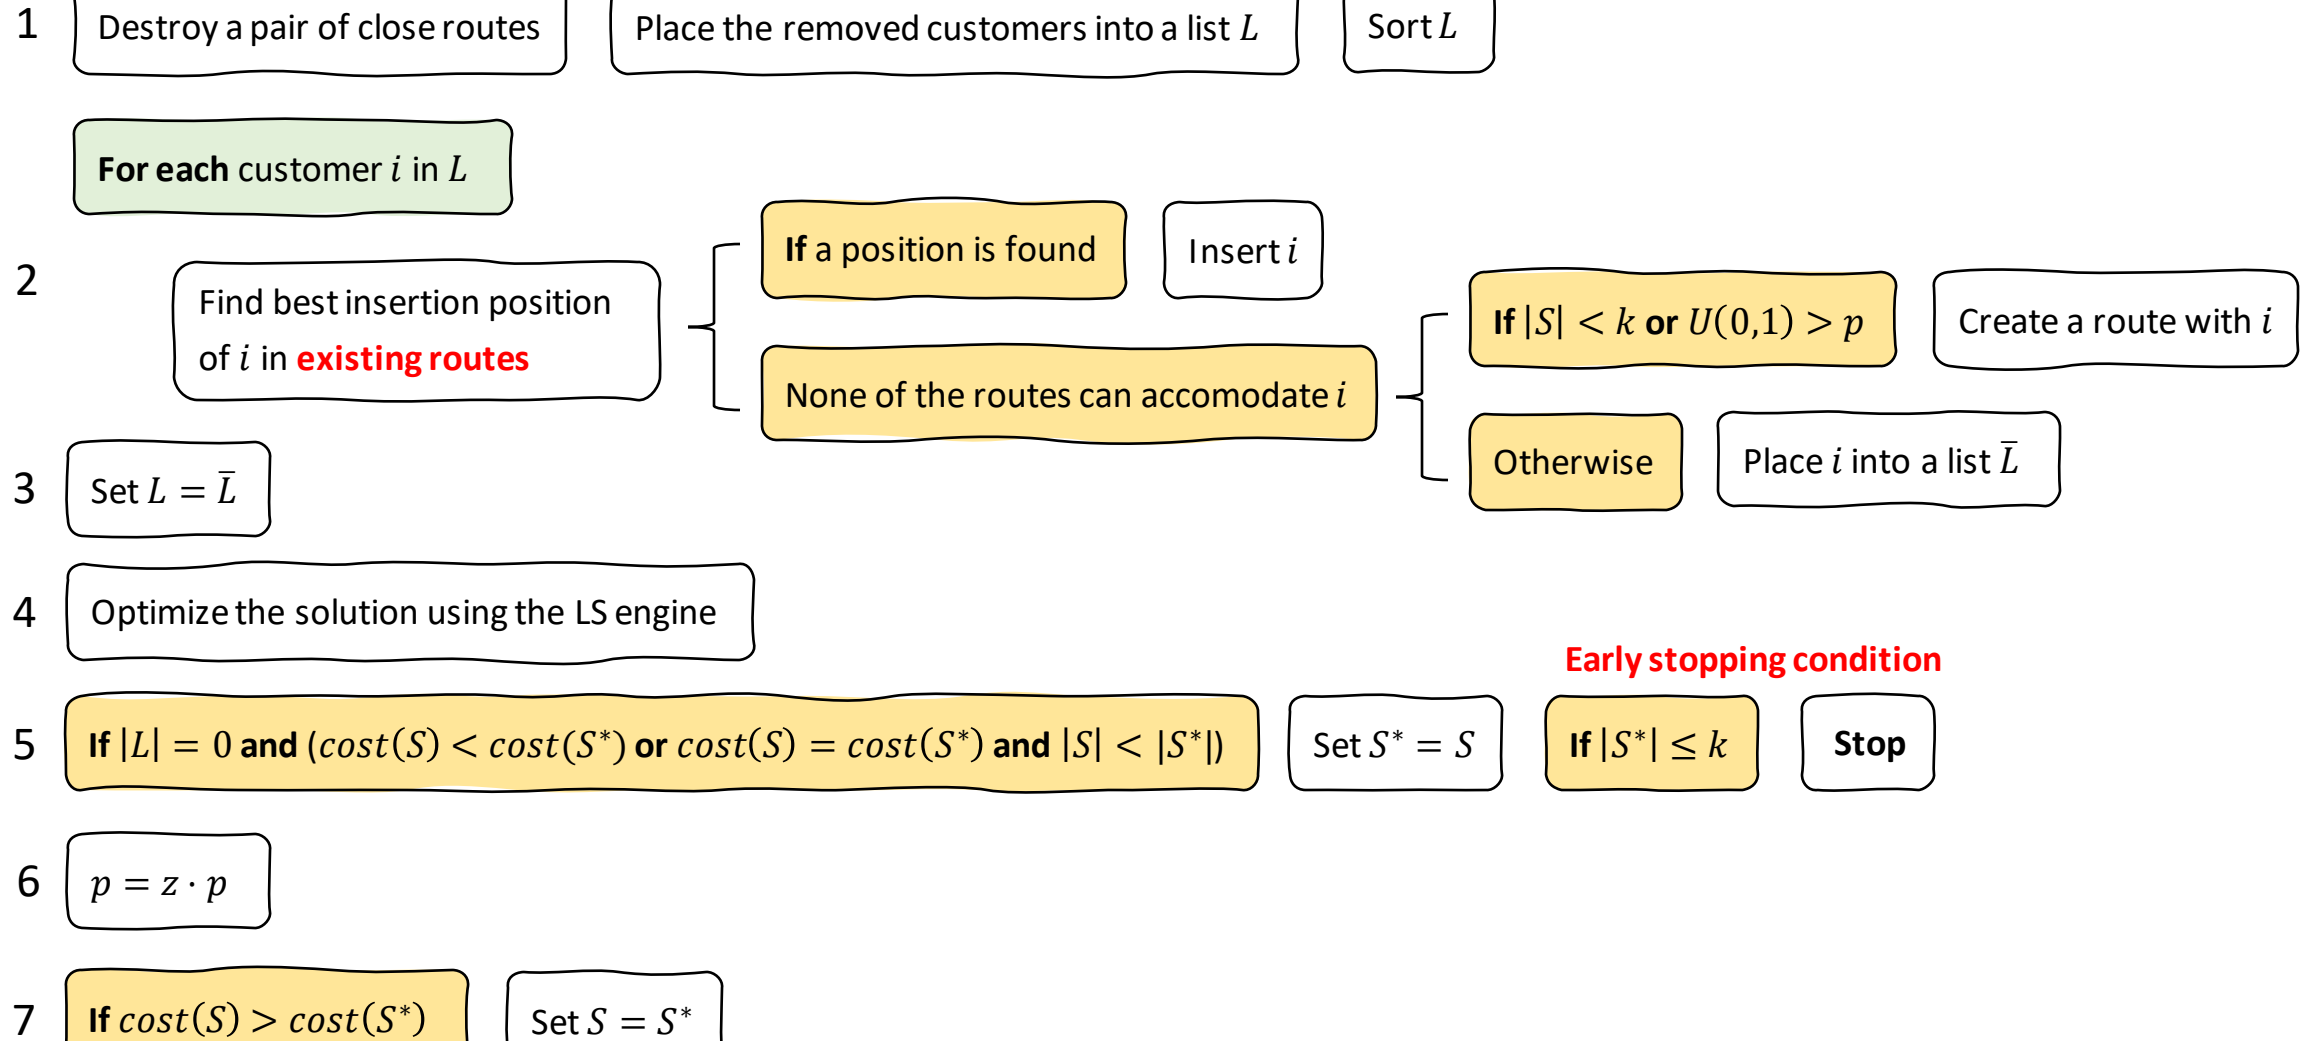 1 Destroy a pair of close routes Place the removed customers into a list L Sort L
For each customer i in L
If a position is found Insert i
2 Find best insertion position
of i in existing routes
If |S| < k or U(0,1) > p Create a route with i
None of the routes can accomodate i
Otherwise Place i into a list L̅
3 Set L = L̅
4 Optimize the solution using the LS engine
Early stopping condition
5 If |L| = 0 and (cost(S) < cost(S*) or cost(S) = cost(S*) and |S| < |S*|) Set S* = S If |S*| ≤ k Stop
6 p = z · p
7 If cost(S) > cost(S*) Set S = S*